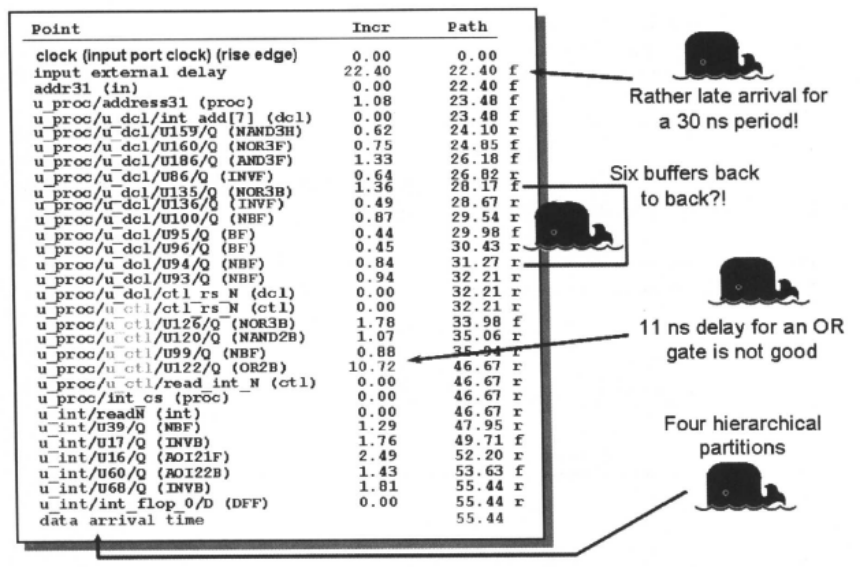 Point Incr Path
clock (input port clock) (rise edge) 0.00 0.00
input external delay 22.40 22.40 f
addr31 (in) 0.00 22.40 f
u_proc/address31 (proc) 1.08 23.48 f
u_proc/u_dcl/int_add[7] (dcl) 0.00 23.48 f
u_proc/u_dcl/U159/Q (NAND3H) 0.62 24.10 r
u_proc/u_dcl/U160/Q (NOR3F) 0.75 24.85 f
u_proc/u_dcl/U186/Q (AND3F) 1.33 26.18 f
u_proc/u_dcl/U86/Q (INVF) 0.64 26.82 r
u_proc/u_dcl/U135/Q (NOR3B) 1.36 28.17 f
u_proc/u_dcl/U136/Q (INVF) 0.49 28.67 r
u_proc/u_dcl/U100/Q (NBF) 0.87 29.54 r
u_proc/u_dcl/U95/Q (BF) 0.44 29.98 f
u_proc/u_dcl/U96/Q (BF) 0.45 30.43 r
u_proc/u_dcl/U94/Q (NBF) 0.84 31.27 r
u_proc/u_dcl/U93/Q (NBF) 0.94 32.21 r
u_proc/u_dcl/ctl_rs_N (dcl) 0.00 32.21 r
u_proc/u_ctl/ctl_rs_N (ctl) 0.00 32.21 r
u_proc/u_ctl/U126/Q (NOR3B) 1.78 33.98 f
u_proc/u_ctl/U120/Q (NAND2B) 1.07 35.06 r
u_proc/u_ctl/U99/Q (NBF) 0.88 35.94 r
u_proc/u_ctl/U122/Q (OR2B) 10.72 46.67 r
u_proc/u_ctl/read_int_N (ctl) 0.00 46.67 r
u_proc/int_cs (proc) 0.00 46.67 r
u_int/readN (int) 0.00 46.67 r
u_int/U39/Q (NBF) 1.29 47.95 r
u_int/U17/Q (INVB) 1.76 49.71 f
u_int/U16/Q (AOI21F) 2.49 52.20 r
u_int/U60/Q (AOI22B) 1.43 53.63 f
u_int/U68/Q (INVB) 1.81 55.44 r
u_int/int_flop_0/D (DFF) 0.00 55.44 r
data arrival time 55.44
Rather late arrival for
a 30 ns period!
Six buffers back
to back?!
11 ns delay for an OR
gate is not good
Four hierarchical
partitions